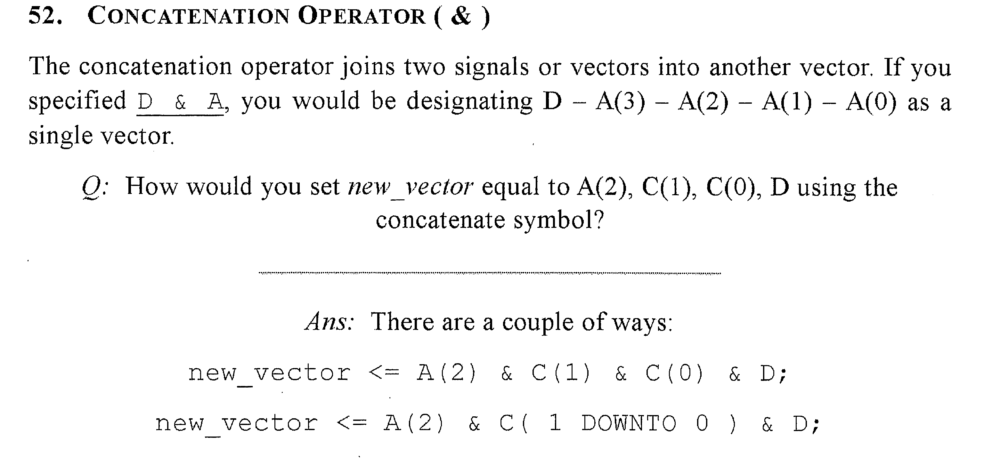 52. CONCATENATION OPERATOR ( & )
The concatenation operator joins two signals or vectors into another vector. If you
specified D & A, you would be designating D – A(3) – A(2) – A(1) – A(0) as a
single vector.
Q: How would you set new_vector equal to A(2), C(1), C(0), D using the
concatenate symbol?
Ans: There are a couple of ways:
new_vector <= A(2) & C(1) & C(0) & D;
new_vector <= A(2) & C( 1 DOWNTO 0 ) & D;